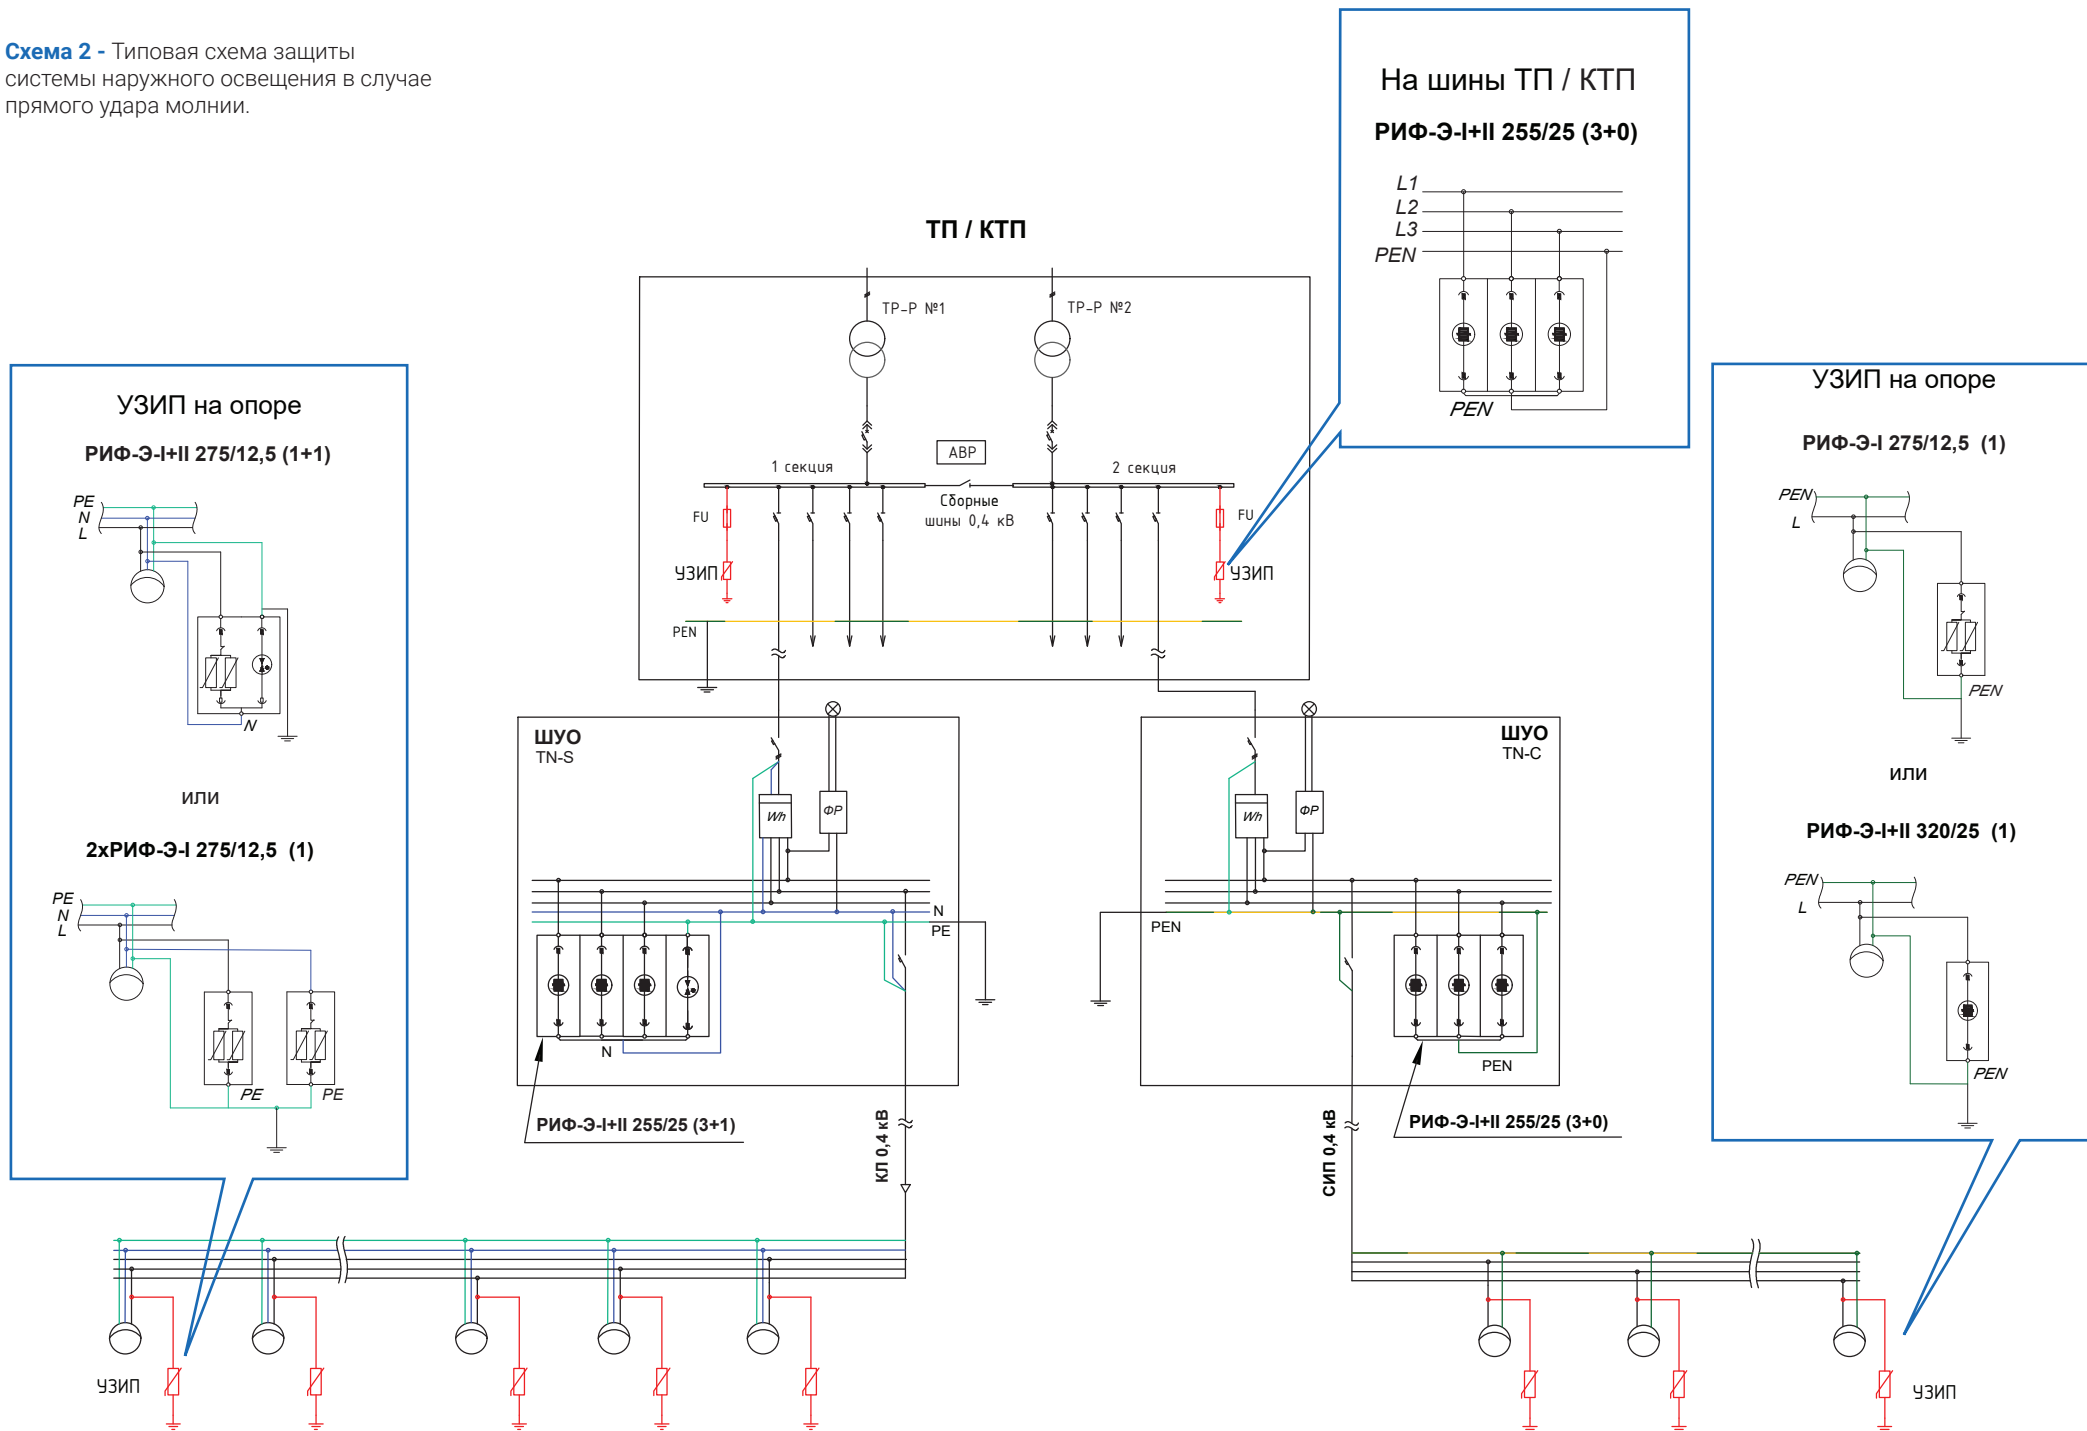 Схема 2 - Типовая схема защиты
системы наружного освещения в случае
прямого удара молнии.
На шины ТП / КТП
РИФ-Э-I+II 255/25 (3+0)
L1
L2
L3
PEN
PEN
ТП / КТП
ТР-Р №1
ТР-Р №2
АВР
1 секция
2 секция
Сборные
шины 0,4 кВ
FU
FU
УЗИП
УЗИП
PEN
УЗИП на опоре
РИФ-Э-I+II 275/12,5 (1+1)
PE
N
L
N
или
2хРИФ-Э-I 275/12,5 (1)
PE
N
L
PE
PE
УЗИП на опоре
РИФ-Э-I 275/12,5 (1)
PEN
L
PEN
или
РИФ-Э-I+II 320/25 (1)
PEN
L
PEN
ШУО
TN-S
Wh
ФР
N
PE
N
РИФ-Э-I+II 255/25 (3+1)
КЛ 0,4 кВ
ШУО
TN-C
Wh
ФР
PEN
PEN
РИФ-Э-I+II 255/25 (3+0)
СИП 0,4 кВ
УЗИП
УЗИП